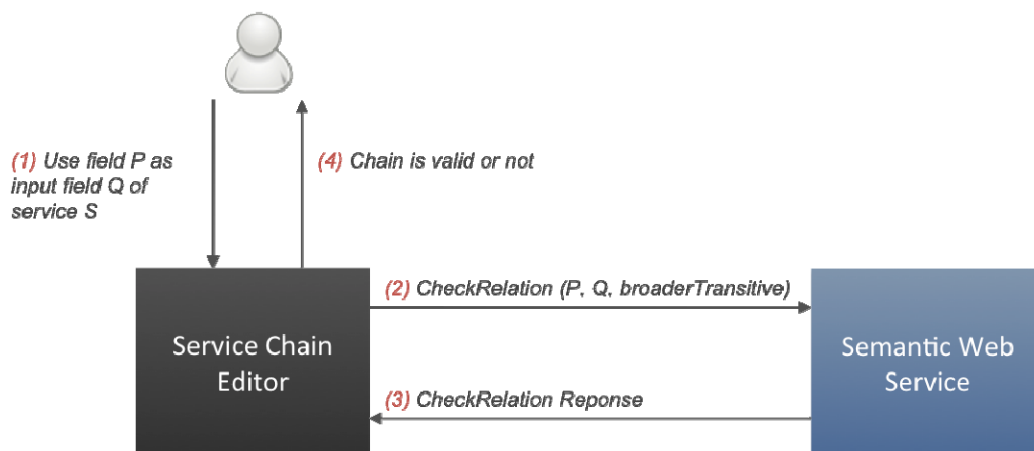 (1) Use field P as
input field Q of
service S
(4) Chain is valid or not
(2) CheckRelation (P, Q, broaderTransitive)
Service Chain
Editor
Semantic Web
Service
(3) CheckRelation Reponse